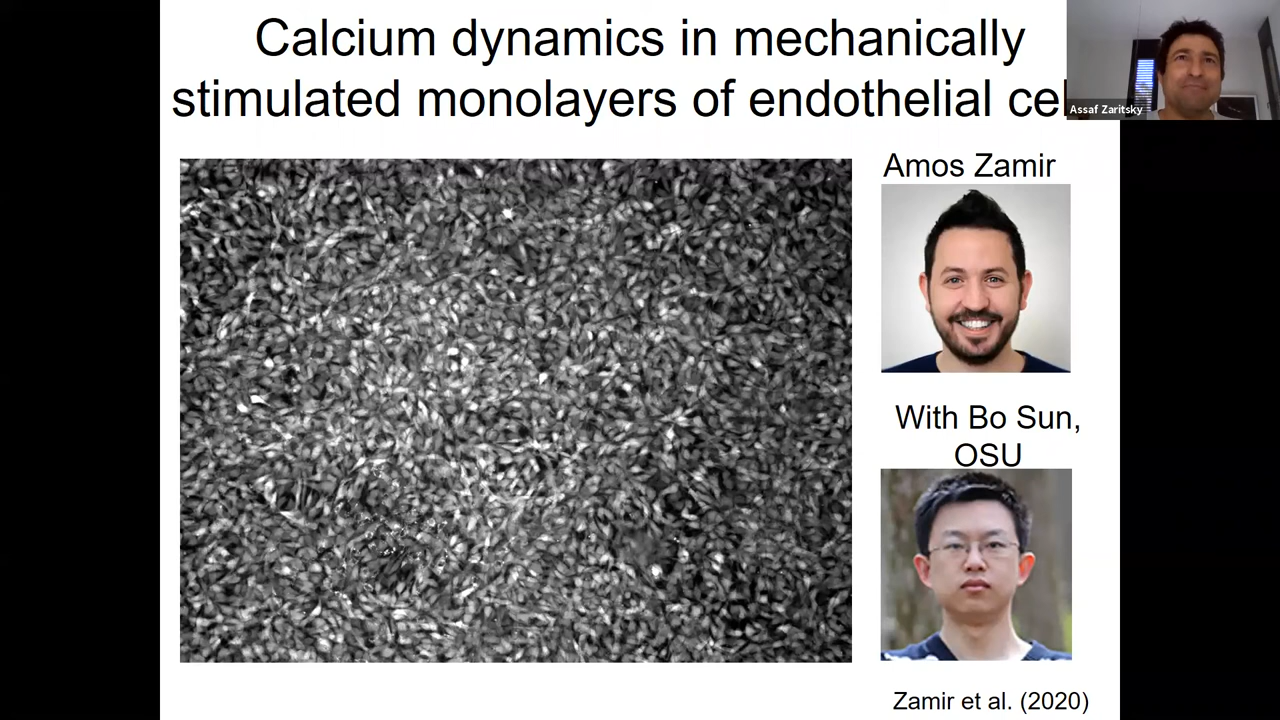 Calcium dynamics in mechanically
stimulated monolayers of endothelial
Assaf Zaritsky
Amos Zamir
With Bo Sun,
OSU
Zamir et al. (2020)